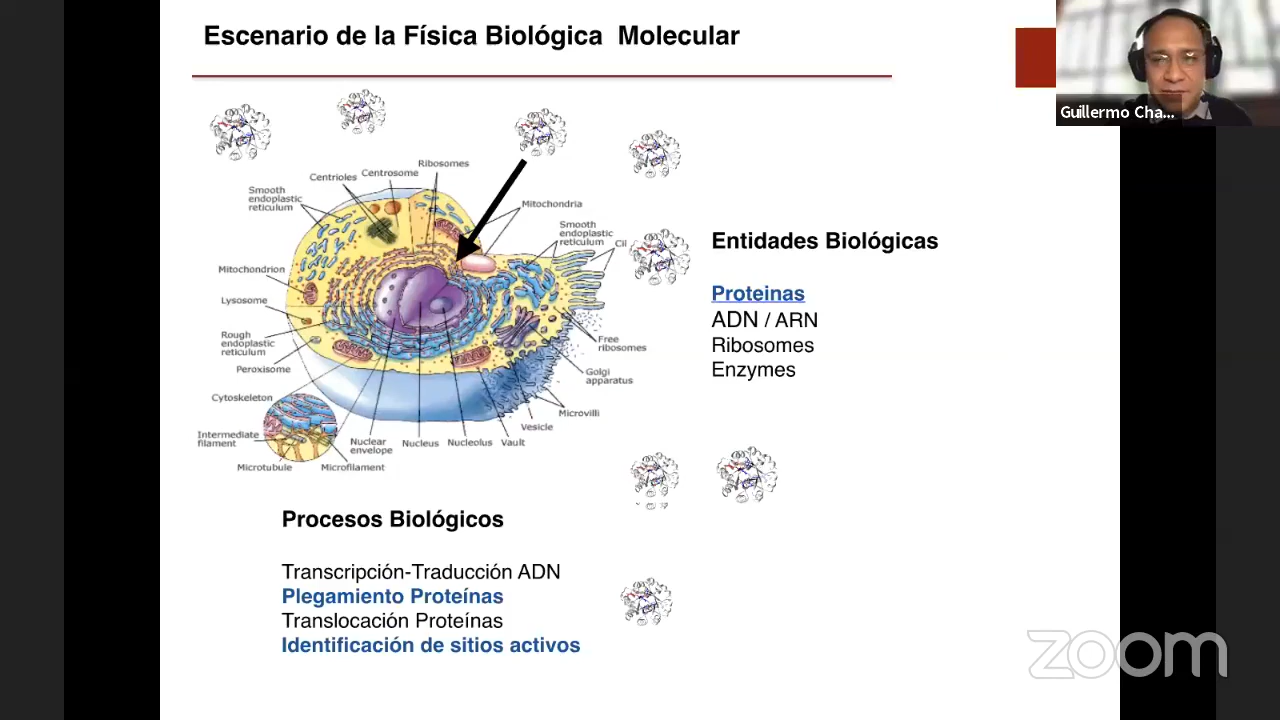 Escenario de la Física Biológica Molecular
Guillermo Cha...
Ribosomes
Centrosome
Centrioles
Smooth
endoplastic
reticulum
Mitochondria
Smooth
endoplastic
reticulum
Cil
Mitochondrion
Lysosome
Rough
endoplastic
reticulum
Peroxisome
Free
ribosomes
Golgi
apparatus
Cytoskeleton
Microvilli
Intermediate
filament
Vesicle
Nuclear
envelope
Nucleus
Nucleolus
Vault
Microtubule
Microfilament
Entidades Biológicas
Proteinas
ADN / ARN
Ribosomes
Enzymes
Procesos Biológicos
Transcripción-Traducción ADN
Plegamiento Proteínas
Translocación Proteínas
Identificación de sitios activos
zoom